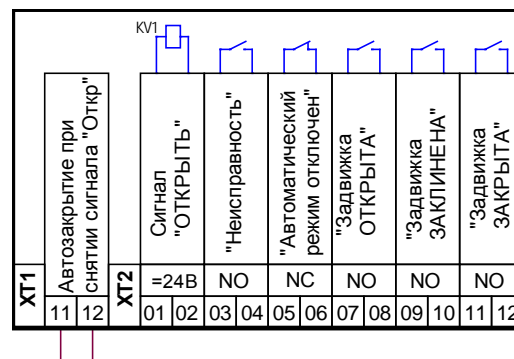 KV1
XT1
Автозакрытие при
снятии сигнала "Откр"
11 12
XT2
Сигнал
"ОТКРЫТЬ"
"Неисправность"
"Автоматический
режим отключен"
"Задвижка
ОТКРЫТА"
"Задвижка
ЗАКЛИНЕНА"
"Задвижка
ЗАКРЫТА"
=24В NO NC NO NO NO
01 02 03 04 05 06 07 08 09 10 11 12